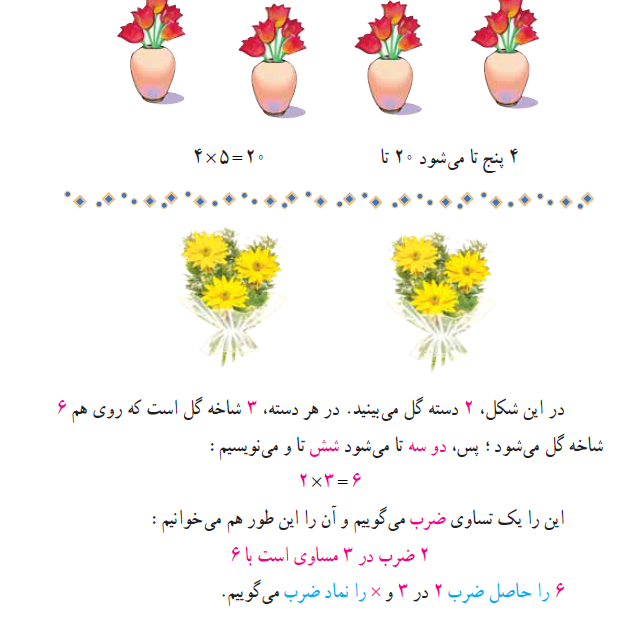 ۴ پنج تا می‌شود ۲۰ تا
۴×۵=۲۰
در این شکل، ۲ دسته گل می‌بینید. در هر دسته، ۳ شاخه گل است که روی هم ۶
شاخه گل می‌شود ؛ پس، دو سه تا می‌شود شش تا و می‌نویسیم :
۲×۳=۶
این را یک تساوی ضرب می‌گوییم و آن را این طور هم می‌خوانیم :
۲ ضرب در ۳ مساوی است با ۶
۶ را حاصل ضرب ۲ در ۳ و × را نماد ضرب می‌گوییم.